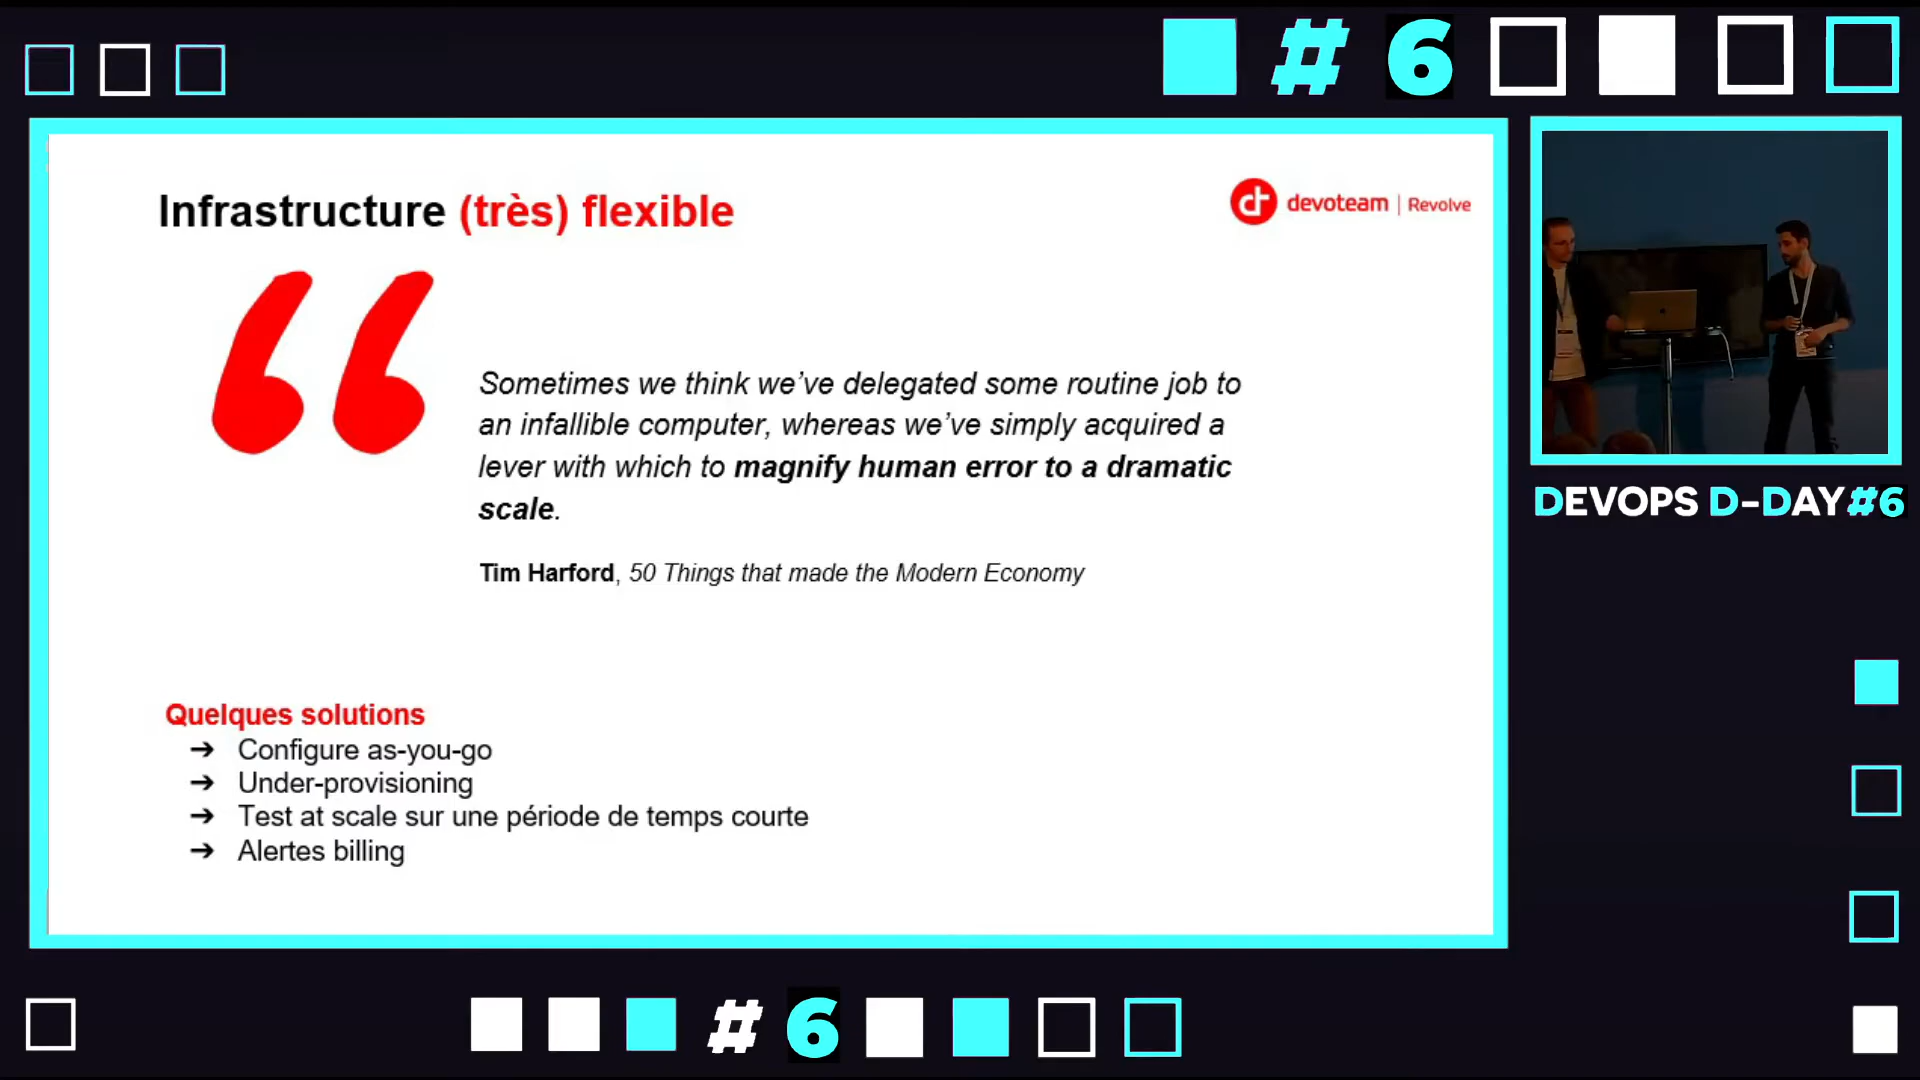 # 6
Infrastructure (très) flexible
devoteam | Revolve
Sometimes we think we’ve delegated some routine job to
an infallible computer, whereas we’ve simply acquired a
lever with which to magnify human error to a dramatic
scale.
Tim Harford, 50 Things that made the Modern Economy
Quelques solutions
➔ Configure as-you-go
➔ Under-provisioning
➔ Test at scale sur une période de temps courte
➔ Alertes billing
DEVOPS D-DAY#6
# 6